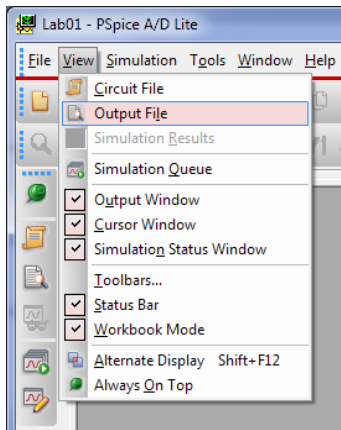 Lab01 - PSpice A/D Lite
File View Simulation Tools Window Help
Circuit File
Output File
Simulation Results
Simulation Queue
Output Window
Cursor Window
Simulation Status Window
Toolbars...
Status Bar
Workbook Mode
Alternate Display Shift+F12
Always On Top